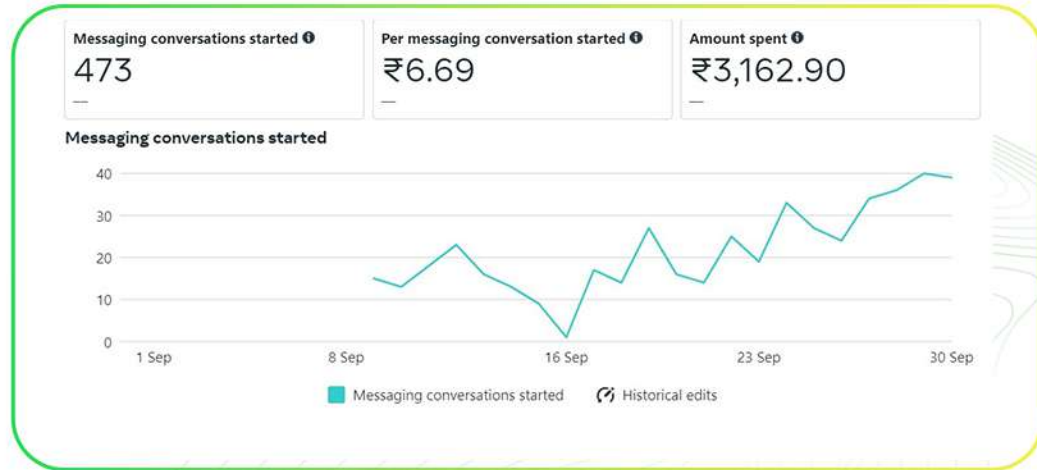 Messaging conversations started
Per messaging conversation started
Amount spent
473
₹6.69
₹3,162.90
Messaging conversations started
40
30
20
10
0
1 Sep
8 Sep
16 Sep
23 Sep
30 Sep
Messaging conversations started
Historical edits